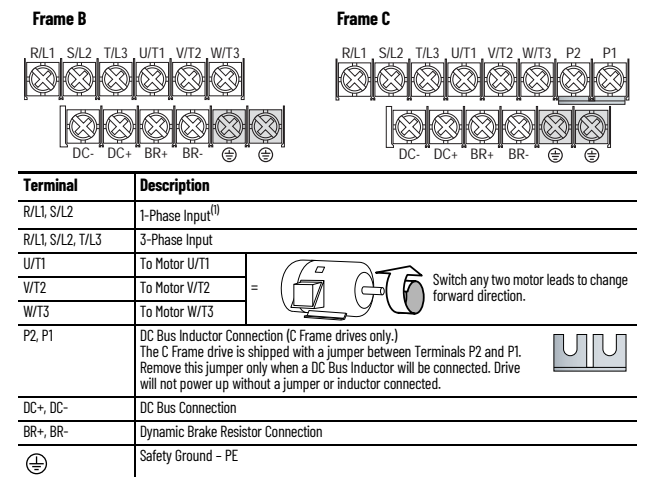 Frame B
R/L1 S/L2 T/L3 U/T1 V/T2 W/T3
DC- DC+ BR+ BR-
Frame C
R/L1 S/L2 T/L3 U/T1 V/T2 W/T3 P2 P1
DC- DC+ BR+ BR-
Terminal Description
R/L1, S/L2 1-Phase Input(1)
R/L1, S/L2, T/L3 3-Phase Input
U/T1 To Motor U/T1
V/T2 To Motor V/T2
W/T3 To Motor W/T3
=
Switch any two motor leads to change
forward direction.
P2, P1 DC Bus Inductor Connection (C Frame drives only.)
The C Frame drive is shipped with a jumper between Terminals P2 and P1.
Remove this jumper only when a DC Bus Inductor will be connected. Drive
will not power up without a jumper or inductor connected.
DC+, DC- DC Bus Connection
BR+, BR- Dynamic Brake Resistor Connection
Safety Ground – PE